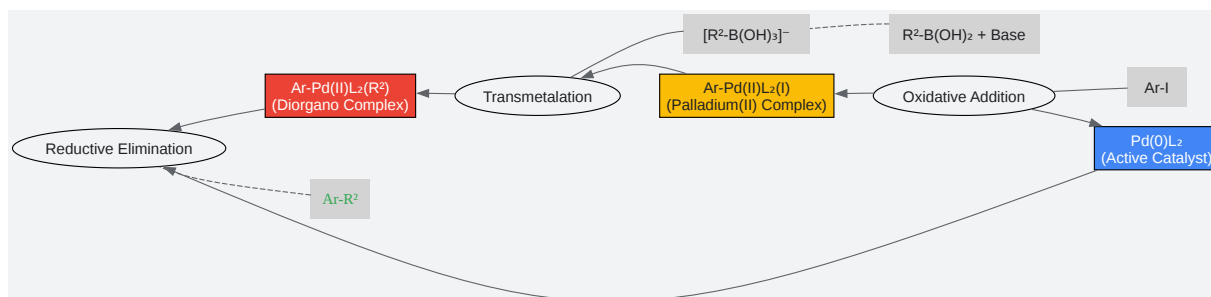 [R²-B(OH)₃]⁻
R²-B(OH)₂ + Base
Ar-Pd(II)L₂(R²)
(Diorgano Complex)
Transmetalation
Ar-Pd(II)L₂(I)
(Palladium(II) Complex)
Oxidative Addition
Ar-I
Reductive Elimination
Pd(0)L₂
(Active Catalyst)
Ar-R²